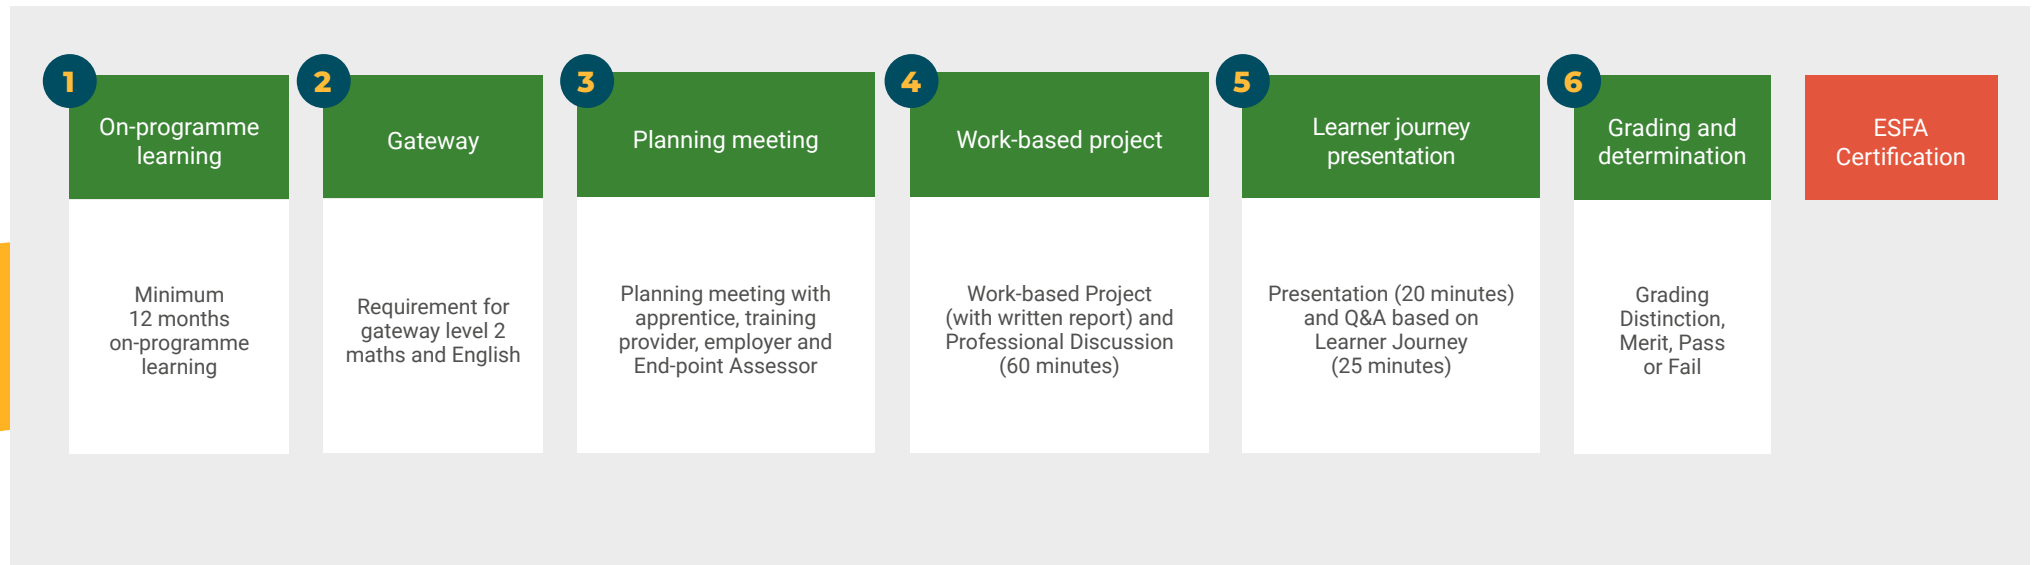 1
On-programme
learning
Minimum
12 months
on-programme
learning
2
Gateway
Requirement for
gateway level 2
maths and English
3
Planning meeting
Planning meeting with
apprentice, training
provider, employer and
End-point Assessor
4
Work-based project
Work-based Project
(with written report) and
Professional Discussion
(60 minutes)
5
Learner journey
presentation
Presentation (20 minutes)
and Q&A based on
Learner Journey
(25 minutes)
6
Grading and
determination
Grading
Distinction,
Merit, Pass
or Fail
ESFA
Certification